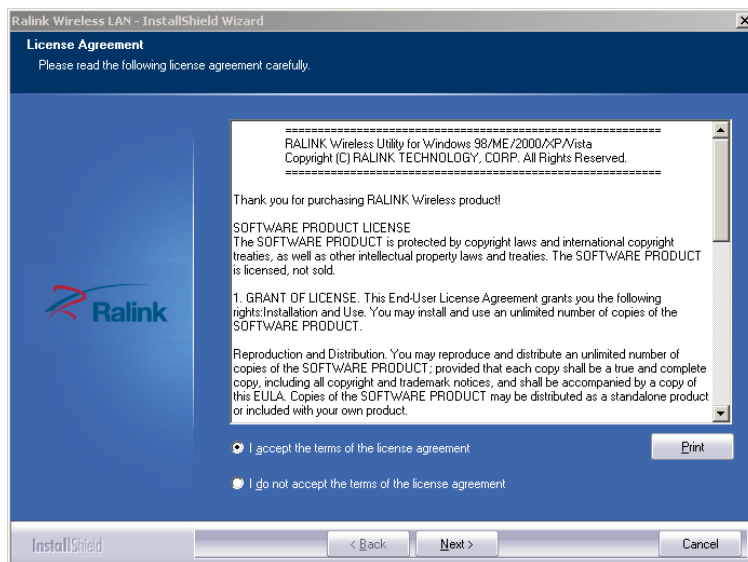 Ralink Wireless LAN - InstallShield Wizard
License Agreement
Please read the following license agreement carefully.
==========================================================
RALINK Wireless Utility for Windows 98/ME/2000/XP/Vista
Copyright (C) RALINK TECHNOLOGY, CORP. All Rights Reserved.
==========================================================
Thank you for purchasing RALINK Wireless product!
SOFTWARE PRODUCT LICENSE
The SOFTWARE PRODUCT is protected by copyright laws and international copyright
treaties, as well as other intellectual property laws and treaties. The SOFTWARE PRODUCT
is licensed, not sold.
1. GRANT OF LICENSE. This End-User License Agreement grants you the following
rights:Installation and Use. You may install and use an unlimited number of copies of the
SOFTWARE PRODUCT.
Reproduction and Distribution. You may reproduce and distribute an unlimited number of
copies of the SOFTWARE PRODUCT; provided that each copy shall be a true and complete
copy, including all copyright and trademark notices, and shall be accompanied by a copy of
this EULA. Copies of the SOFTWARE PRODUCT may be distributed as a standalone product
or included with your own product.
Ralink
I accept the terms of the license agreement
Print
I do not accept the terms of the license agreement
InstallShield
< Back
Next >
Cancel